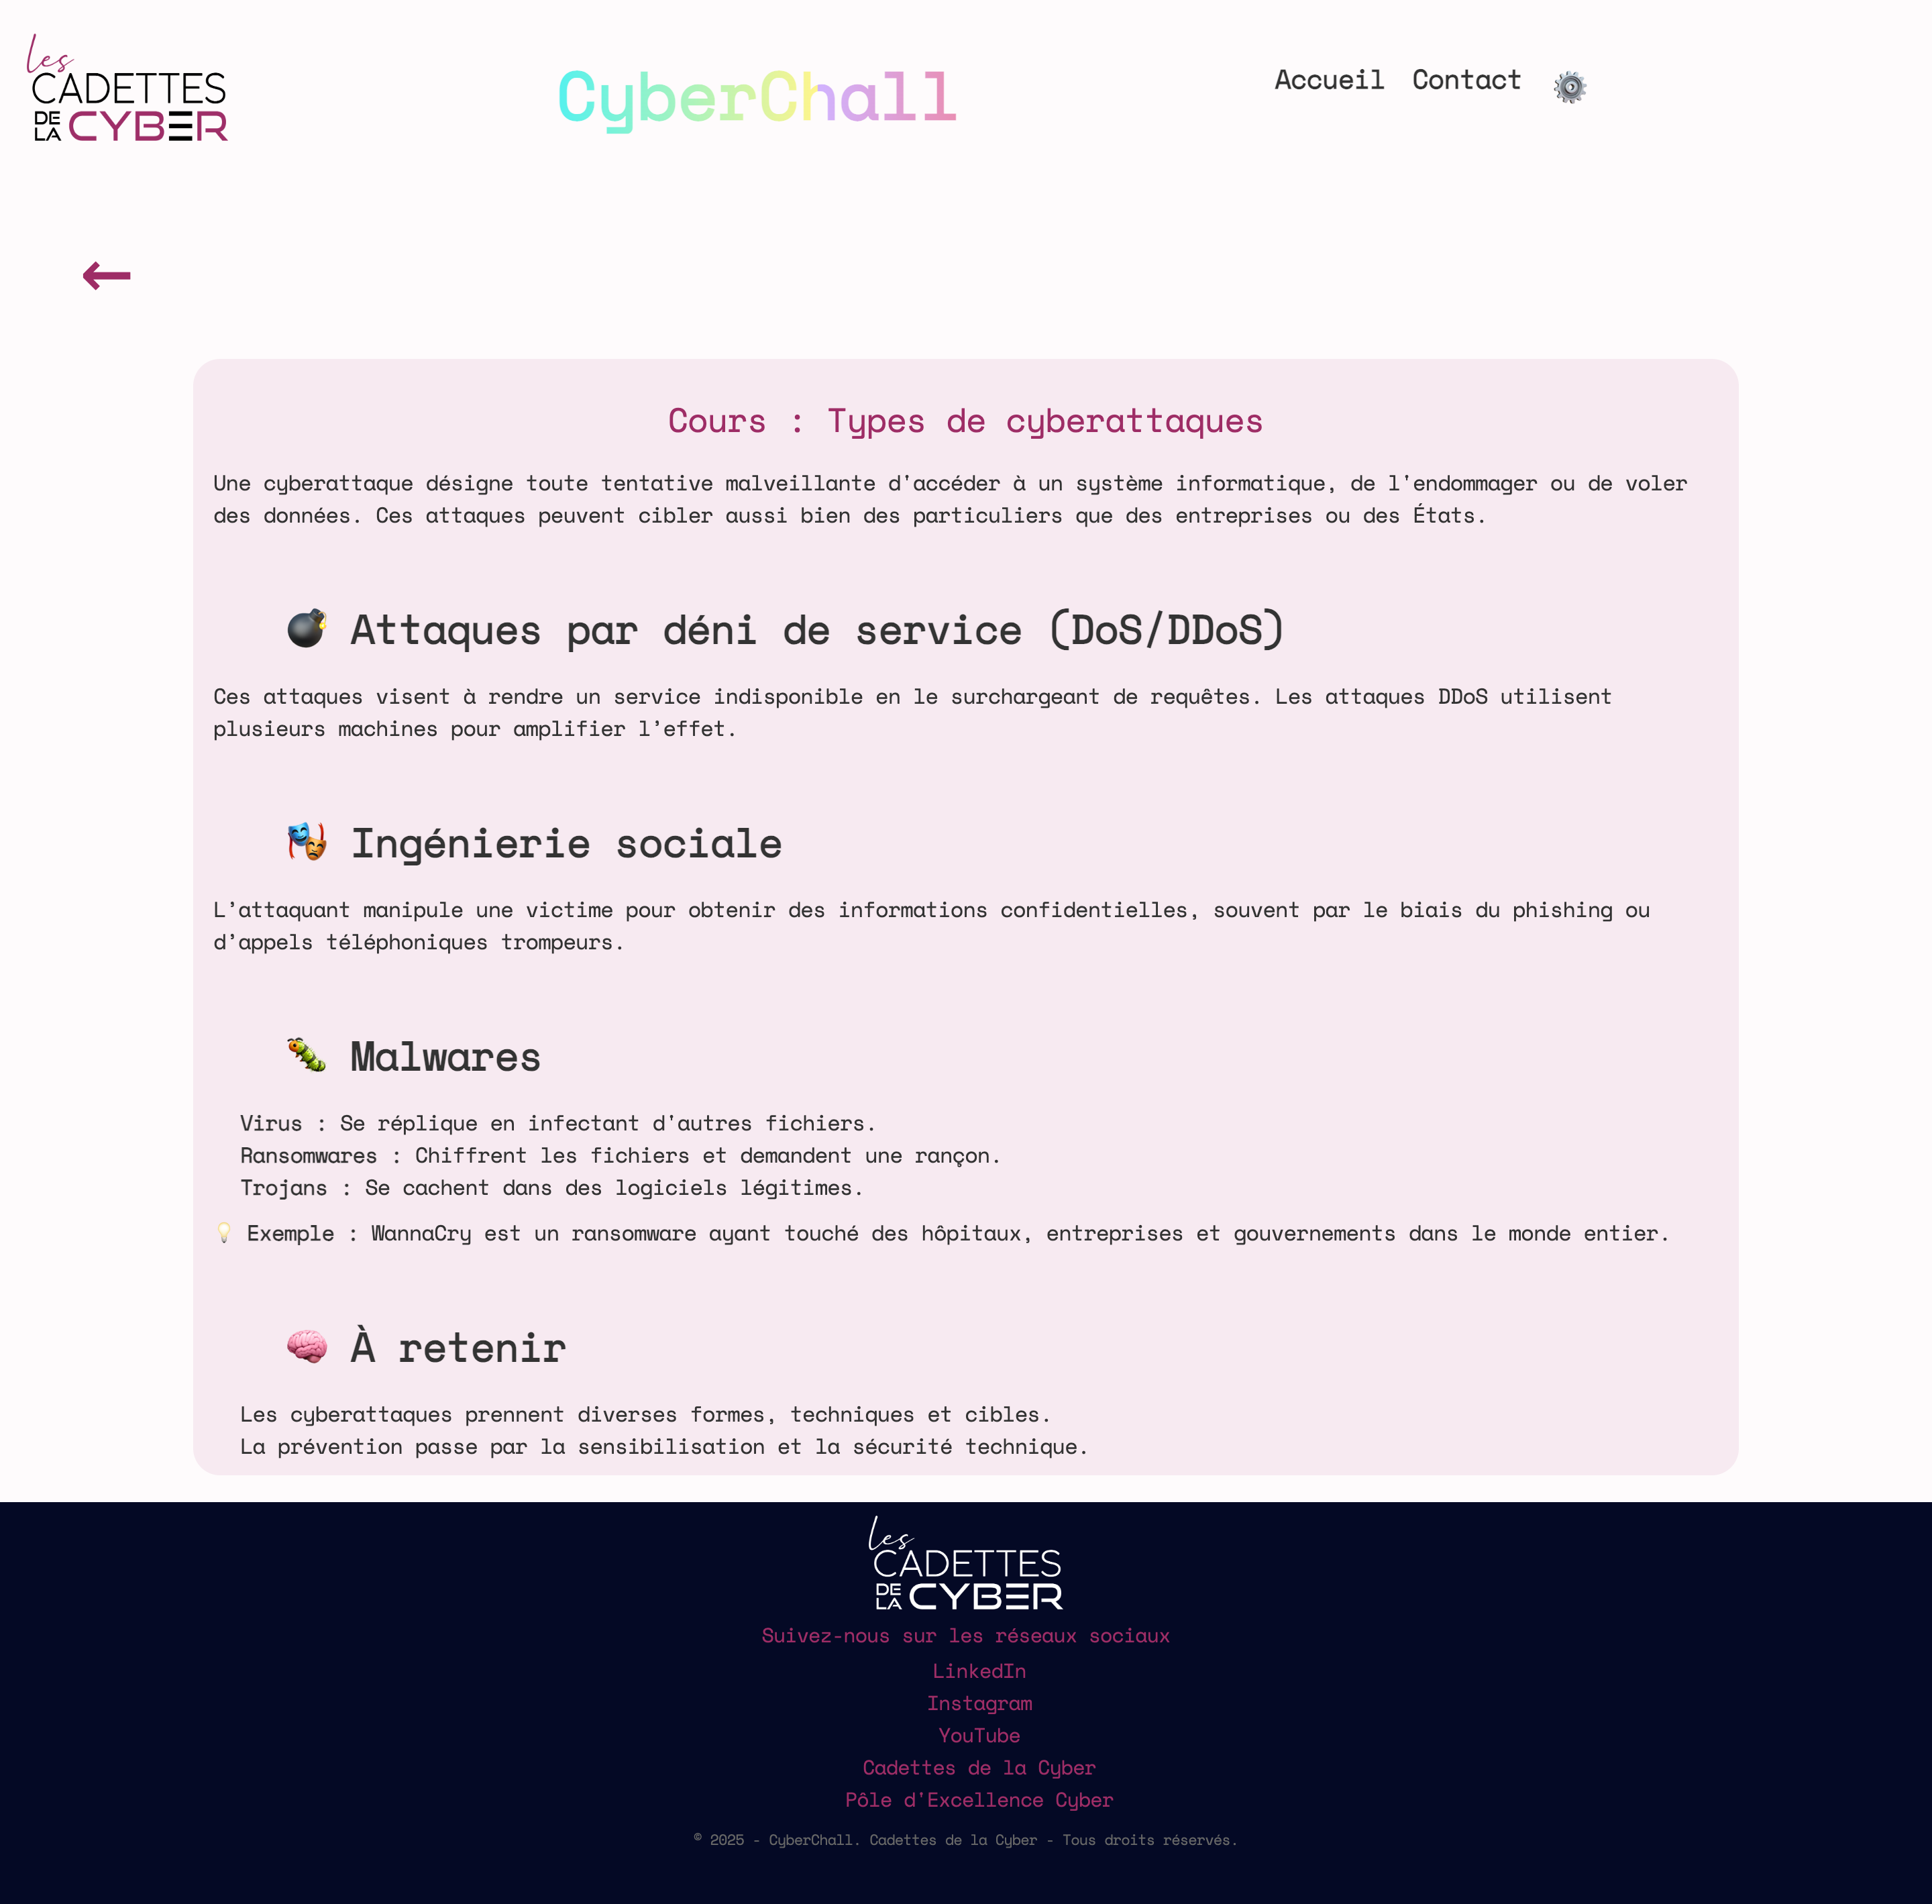 les
CADETTES
DE LA CYBER
CyberChall
Accueil Contact
←
Cours : Types de cyberattaques
Une cyberattaque désigne toute tentative malveillante d'accéder à un système informatique, de l'endommager ou de voler
des données. Ces attaques peuvent cibler aussi bien des particuliers que des entreprises ou des États.
💣 Attaques par déni de service (DoS/DDoS)
Ces attaques visent à rendre un service indisponible en le surchargeant de requêtes. Les attaques DDoS utilisent
plusieurs machines pour amplifier l’effet.
🎭 Ingénierie sociale
L’attaquant manipule une victime pour obtenir des informations confidentielles, souvent par le biais du phishing ou
d’appels téléphoniques trompeurs.
🐛 Malwares
Virus : Se réplique en infectant d'autres fichiers.
Ransomwares : Chiffrent les fichiers et demandent une rançon.
Trojans : Se cachent dans des logiciels légitimes.
💡 Exemple : WannaCry est un ransomware ayant touché des hôpitaux, entreprises et gouvernements dans le monde entier.
🧠 À retenir
Les cyberattaques prennent diverses formes, techniques et cibles.
La prévention passe par la sensibilisation et la sécurité technique.
les
CADETTES
DE LA CYBER
Suivez-nous sur les réseaux sociaux
LinkedIn
Instagram
YouTube
Cadettes de la Cyber
Pôle d'Excellence Cyber
© 2025 - CyberChall. Cadettes de la Cyber - Tous droits réservés.